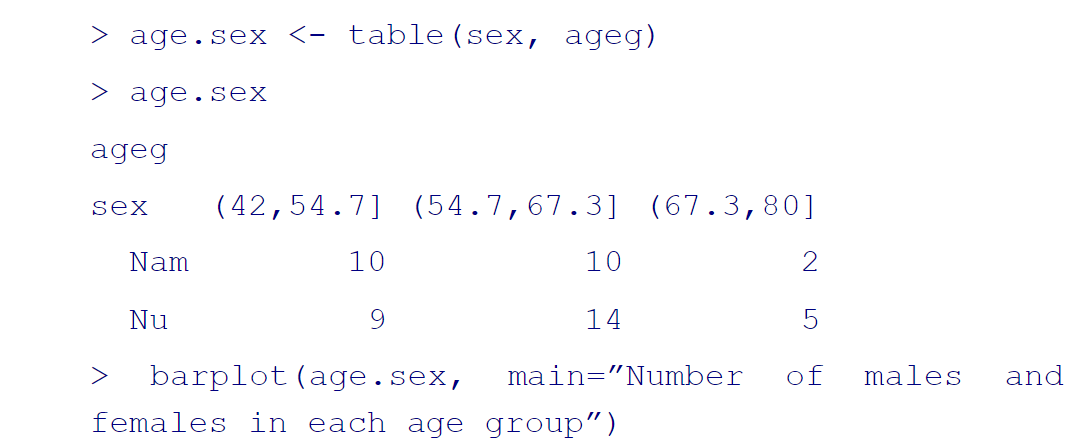 > age.sex <- table(sex, ageg)
> age.sex
ageg
sex (42,54.7] (54.7,67.3] (67.3,80]
Nam 10 10 2
Nu 9 14 5
> barplot(age.sex, main=”Number of males and
females in each age group”)